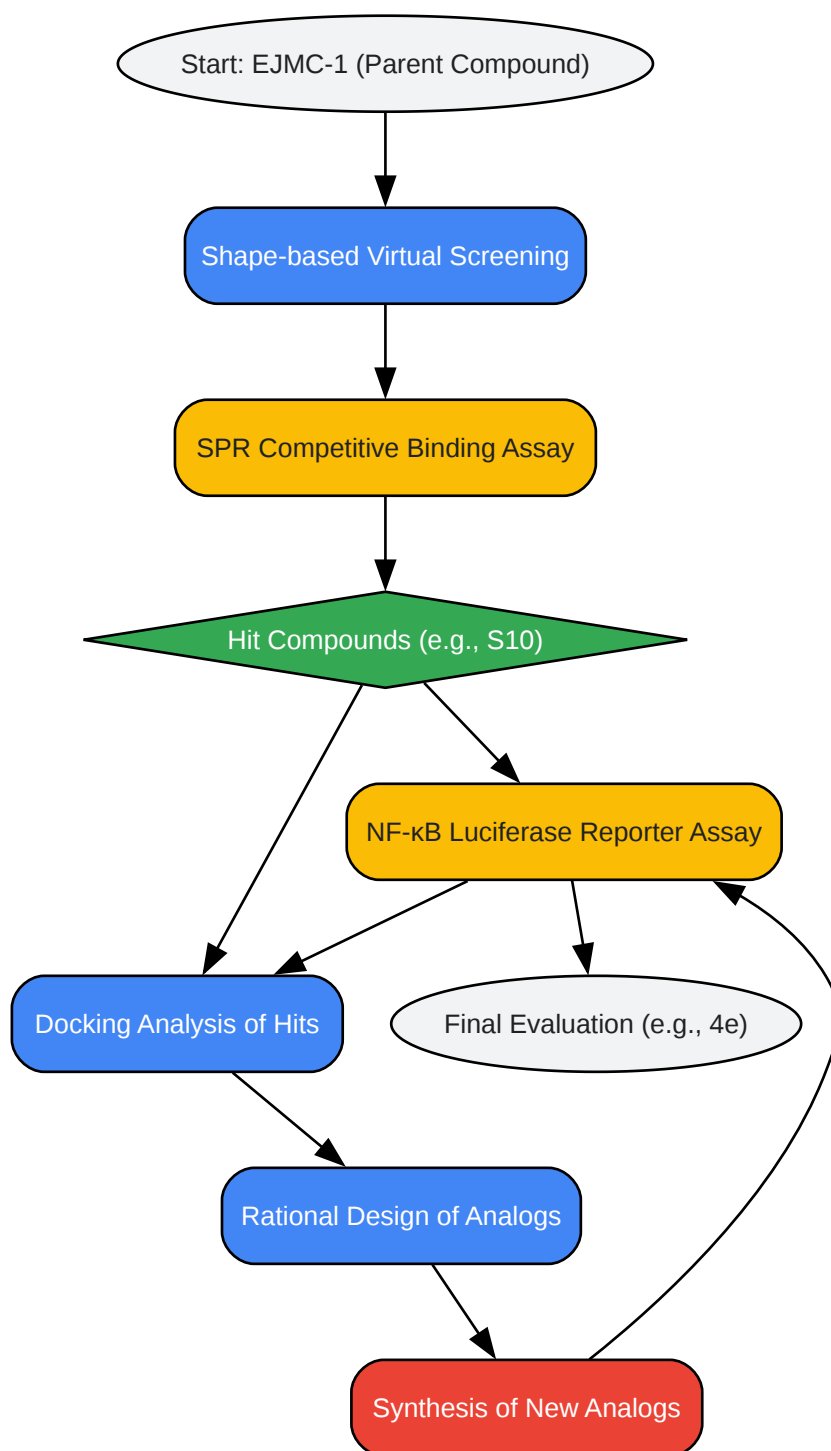 Start: EJMC-1 (Parent Compound)
Shape-based Virtual Screening
SPR Competitive Binding Assay
Hit Compounds (e.g., S10)
NF-κB Luciferase Reporter Assay
Docking Analysis of Hits
Final Evaluation (e.g., 4e)
Rational Design of Analogs
Synthesis of New Analogs